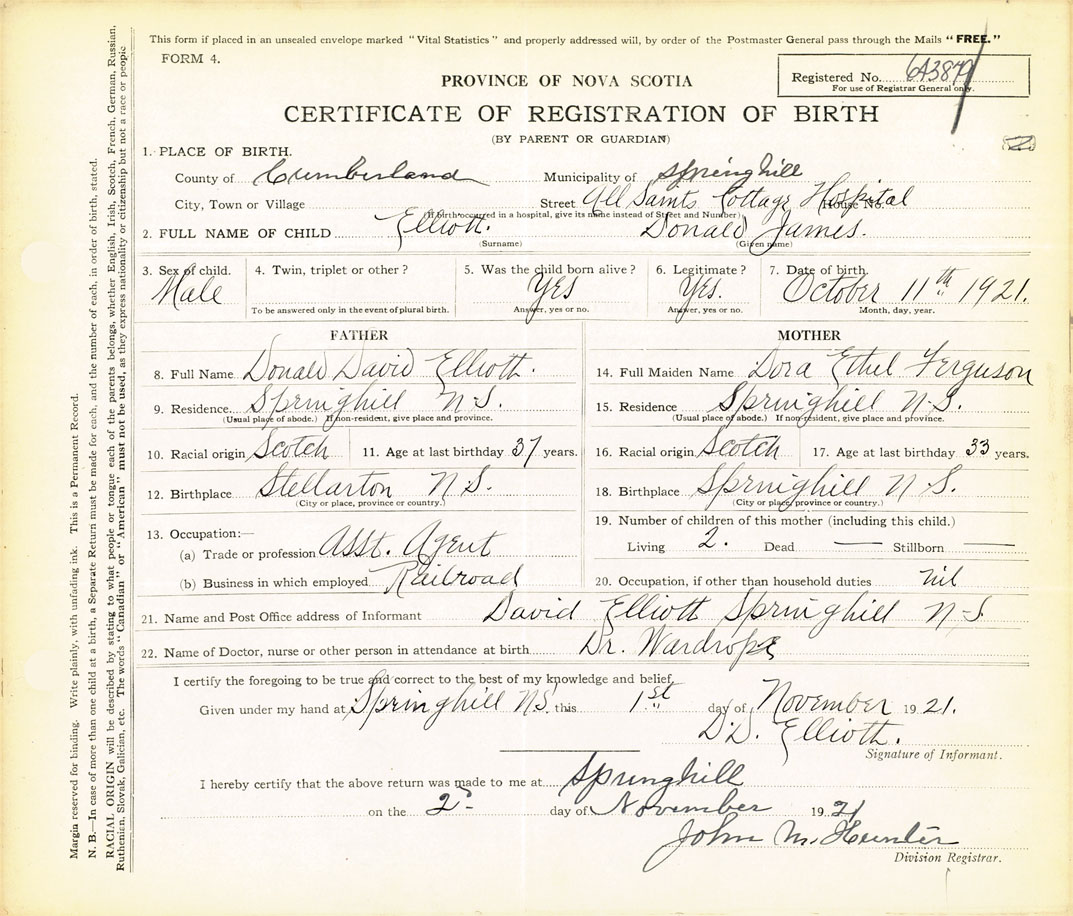 This form if placed in an unsealed envelope marked "Vital Statistics" and properly addressed will, by order of the Postmaster General pass through the Mails "FREE."
FORM 4.
Registered No.
For use of Registrar General only.
PROVINCE OF NOVA SCOTIA
CERTIFICATE OF REGISTRATION OF BIRTH
(BY PARENT OR GUARDIAN)
1. PLACE OF BIRTH.
County of Cumberland Municipality of Springhill
City, Town or Village Street All Saints Cottage Hospital House No.
(If birth occurred in a hospital, give its name instead of Street and Number)
2. FULL NAME OF CHILD Elliott. Donald James.
(Surname) (Given name)
3. Sex of child. 4. Twin, triplet or other? 5. Was the child born alive? 6. Legitimate? 7. Date of birth.
Male Yes Yes. October 11th 1921.
To be answered only in the event of plural birth. Answer, yes or no. Answer, yes or no. Month, day, year.
FATHER MOTHER
8. Full Name Donald David Elliott. 14. Full Maiden Name Dora Ethel Ferguson
9. Residence Springhill N.S. 15. Residence Springhill N.S.
(Usual place of abode.) If non-resident, give place and province. (Usual place of abode.) If non-resident, give place and province.
10. Racial origin Scotch 11. Age at last birthday 37 years. 16. Racial origin Scotch 17. Age at last birthday 33 years.
12. Birthplace Stellarton N.S. 18. Birthplace Springhill N.S.
(City or place, province or country.) (City or place, province or country.)
13. Occupation:— 19. Number of children of this mother (including this child.)
(a) Trade or profession Asst. Agent Living 2. Dead — Stillborn —
(b) Business in which employed Railroad 20. Occupation, if other than household duties nil
21. Name and Post Office address of Informant David Elliott Springhill N-S
22. Name of Doctor, nurse or other person in attendance at birth Dr. Wardrope
I certify the foregoing to be true and correct to the best of my knowledge and belief.
Given under my hand at Springhill N.S. this 1.st day of November 1921.
D.D. Elliott.
Signature of Informant.
I hereby certify that the above return was made to me at Springhill
on the 2 day of November 1921
John M. Hunter
Division Registrar.
Margin reserved for binding. Write plainly, with unfading ink. This is a Permanent Record.
N. B.—In case of more than one child at a birth, a Separate Return must be made for each, and the number of each, in order of birth, stated.
RACIAL ORIGIN will be described by stating to what people or tongue each of the parents belongs, whether English, Irish, Scotch, French, German, Russian,
Ruthenian, Slovak, Galician, etc. The words "Canadian" or "American" must not be used, as they express nationality or citizenship but not a race or people